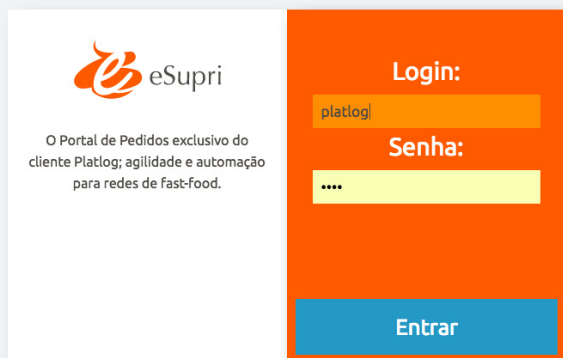 eSupri
O Portal de Pedidos exclusivo do
cliente Platlog; agilidade e automação
para redes de fast-food.
Login:
platlog
Senha:
••••
Entrar